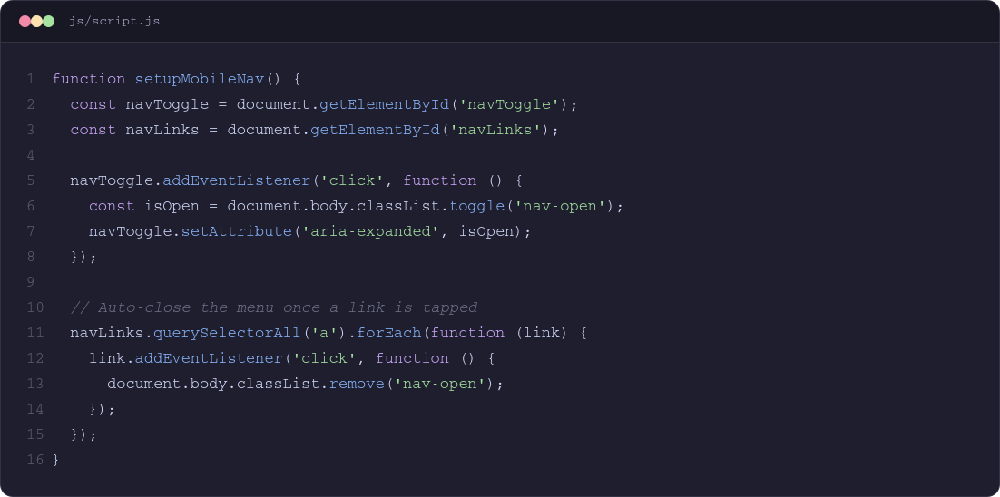 js/script.js
1 function setupMobileNav() {
2   const navToggle = document.getElementById('navToggle');
3   const navLinks = document.getElementById('navLinks');
4
5   navToggle.addEventListener('click', function () {
6     const isOpen = document.body.classList.toggle('nav-open');
7     navToggle.setAttribute('aria-expanded', isOpen);
8   });
9
10   // Auto-close the menu once a link is tapped
11   navLinks.querySelectorAll('a').forEach(function (link) {
12     link.addEventListener('click', function () {
13       document.body.classList.remove('nav-open');
14     });
15   });
16 }